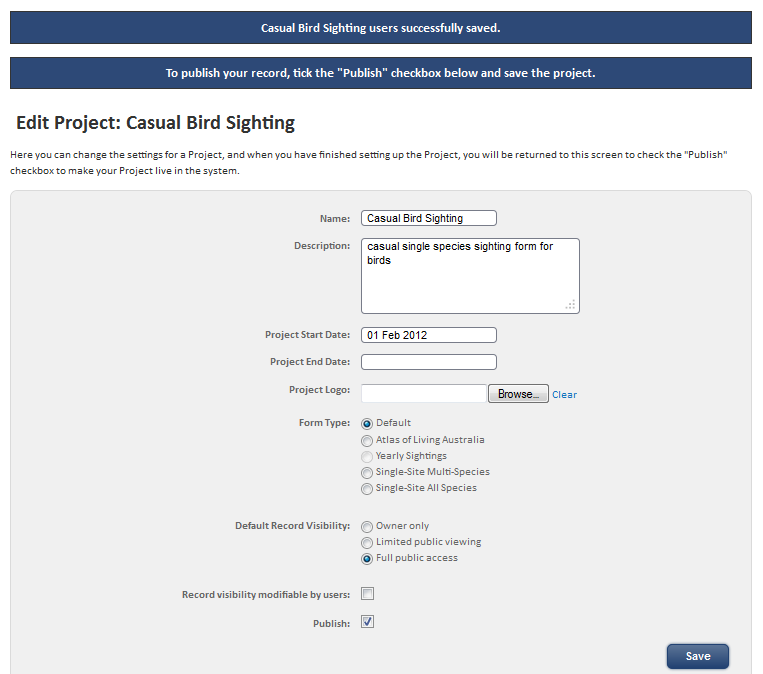 Casual Bird Sighting users successfully saved.
To publish your record, tick the "Publish" checkbox below and save the project.
Edit Project: Casual Bird Sighting
Here you can change the settings for a Project, and when you have finished setting up the Project, you will be returned to this screen to check the "Publish"
checkbox to make your Project live in the system.
Name: Casual Bird Sighting
Description: casual single species sighting form for
birds
Project Start Date: 01 Feb 2012
Project End Date:
Project Logo: Browse... Clear
Form Type: Default
Atlas of Living Australia
Yearly Sightings
Single-Site Multi-Species
Single-Site All Species
Default Record Visibility: Owner only
Limited public viewing
Full public access
Record visibility modifiable by users:
Publish:
Save